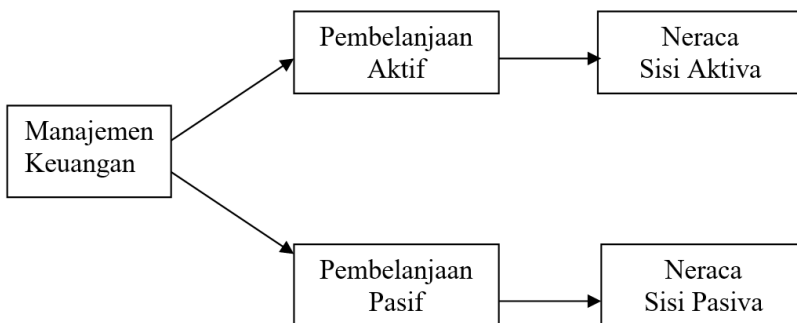 Pembelanjaan
Aktif
Neraca
Sisi Aktiva
Manajemen
Keuangan
Pembelanjaan
Pasif
Neraca
Sisi Pasiva